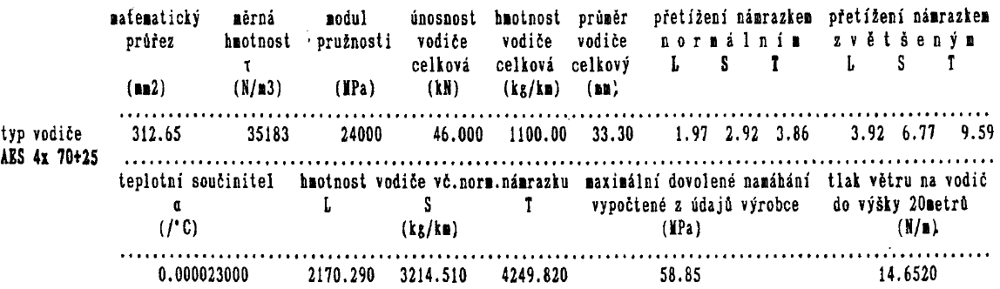 matematický měrná modul únosnost hmotnost průměr přetížení námrazkem přetížení námrazkem
průřez hmotnost pružnosti vodiče vodiče vodiče normálním zvětšeným
τ celková celková celkový L S T L S T
(mm2) (N/m3) (MPa) (kN) (kg/km) (mm)
typ vodiče 312.65 35183 24000 46.000 1100.00 33.30 1.97 2.92 3.86 3.92 6.77 9.59
AES 4x 70+25
teplotní součinitel hmotnost vodiče vč.norm.námrazku maximální dovolené namáhání tlak větru na vodič
α L S T vypočtené z údajů výrobce do výšky 20metrů
(/°C) (kg/km) (MPa) (N/m)
0.000023000 2170.290 3214.510 4249.820 58.85 14.6520